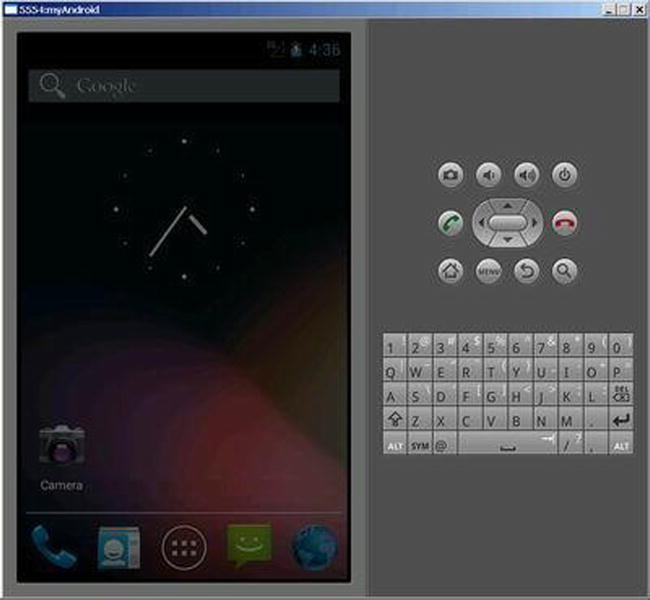 5554:myAndroid
4:36
Google
MENU
1 ! 2 @ 3 # 4 $ 5 % 6 ^ 7 & 8 * 9 ( 0 )
Q W E R T Y U I O P
A S D F G H J K L DEL
Z X C V B N M .
ALT SYM @ / ? , ALT
Camera